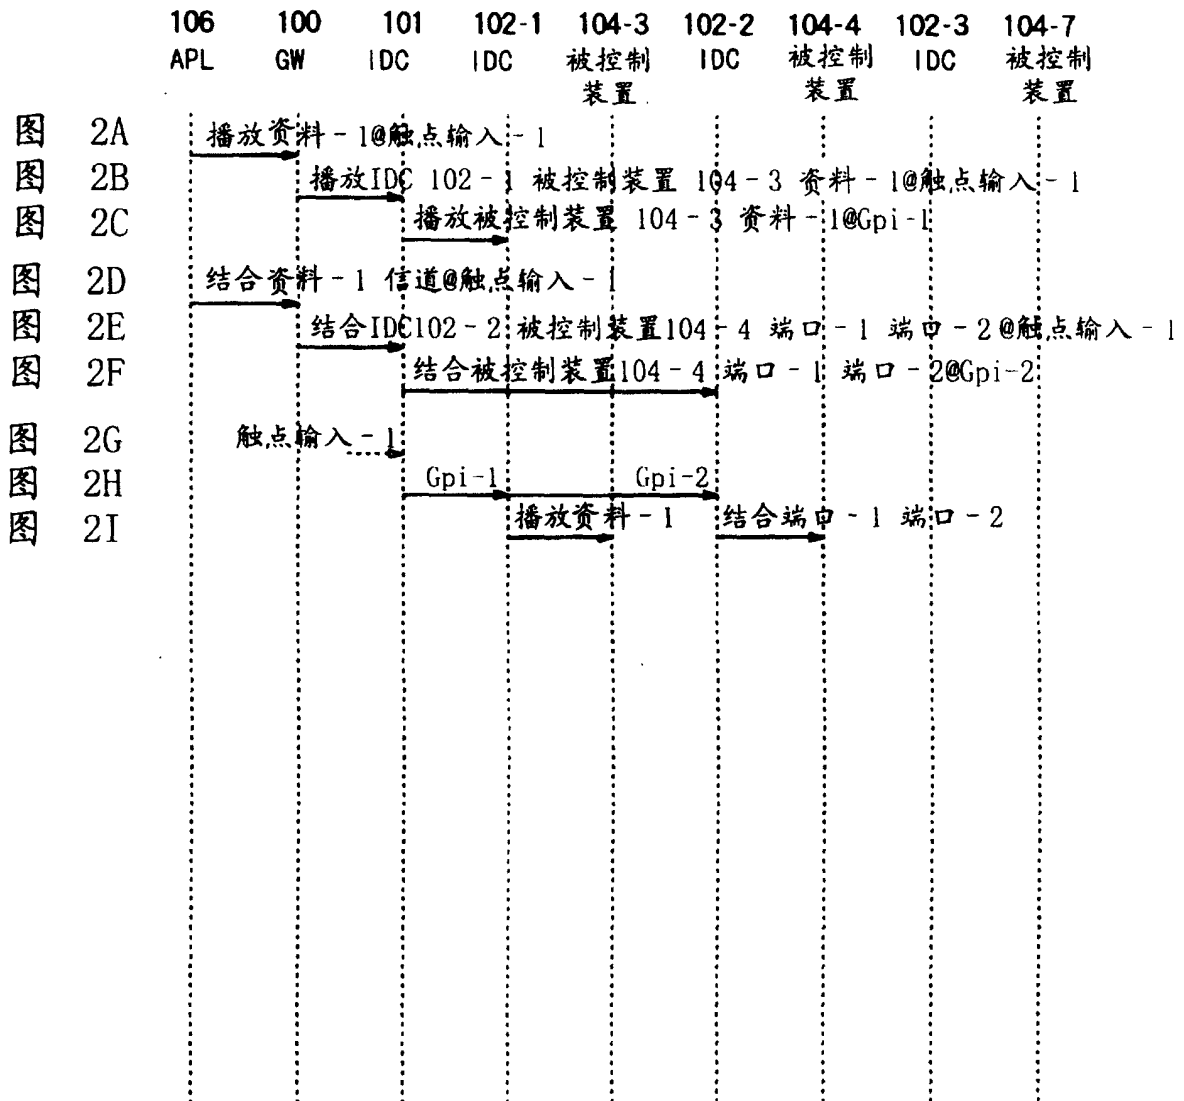 106 100 101 102-1 104-3 102-2 104-4 102-3 104-7
APL GW IDC IDC 被控制 IDC 被控制 IDC 被控制
装置 装置 装置
图 2A 播放资料-1@触点输入-1
图 2B 播放IDC 102-1 被控制装置 104-3 资料-1@触点输入-1
图 2C 播放被控制装置 104-3 资料-1@Gpi-1
图 2D 结合资料-1 信道@触点输入-1
图 2E 结合IDC102-2 被控制装置104-4 端口-1 端口-2@触点输入-1
图 2F 结合被控制装置104-4 端口-1 端口-2@Gpi-2
图 2G 触点输入-1
图 2H Gpi-1 Gpi-2
图 2I 播放资料-1 结合端口-1 端口-2